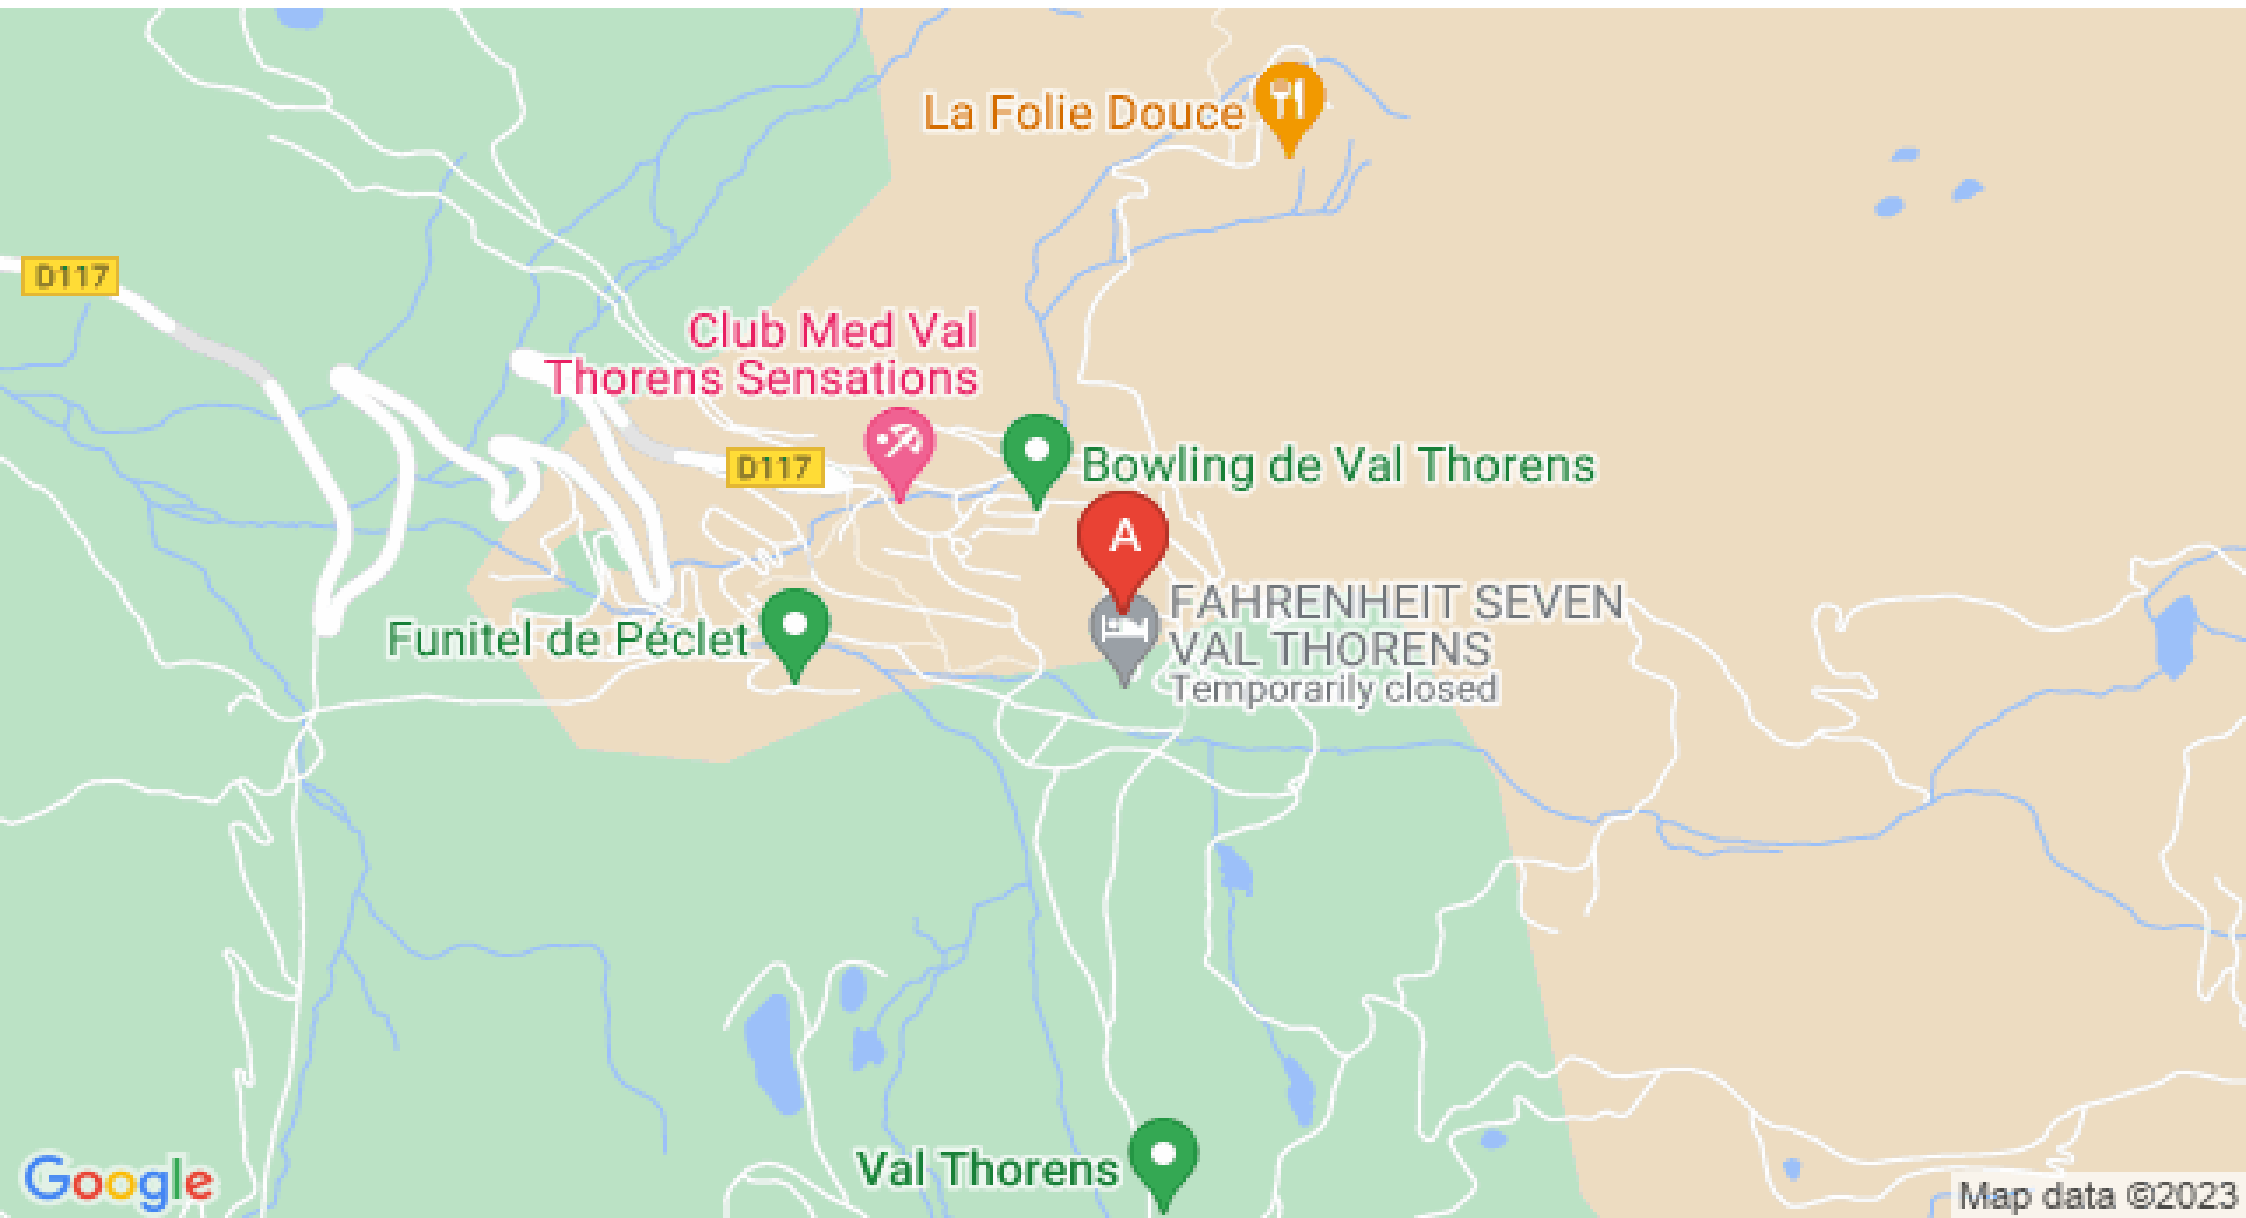 La Folie Douce
D117
Club Med Val
Thorens Sensations
D117
Bowling de Val Thorens
A
FAHRENHEIT SEVEN
VAL THORENS
Temporarily closed
Funitel de Péclet
Val Thorens
Google
Map data ©2023